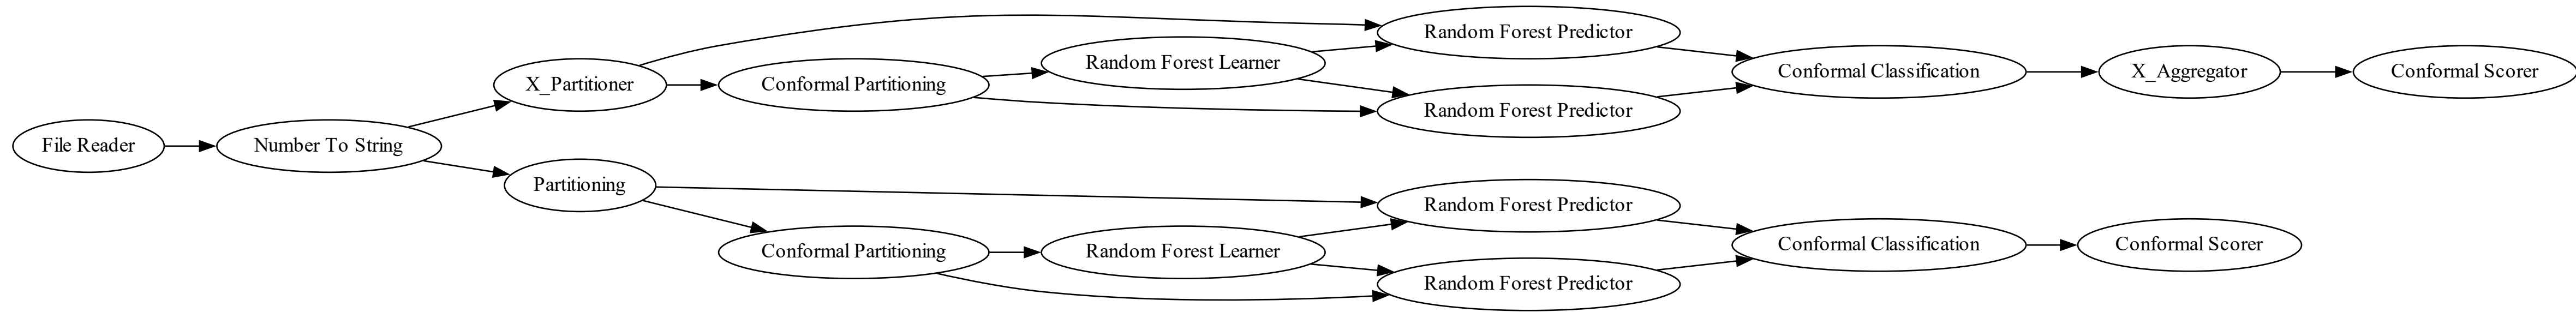 File Reader
Number To String
X_Partitioner
Conformal Partitioning
Random Forest Learner
Random Forest Predictor
Random Forest Predictor
Conformal Classification
X_Aggregator
Conformal Scorer
Partitioning
Conformal Partitioning
Random Forest Learner
Random Forest Predictor
Random Forest Predictor
Conformal Classification
Conformal Scorer